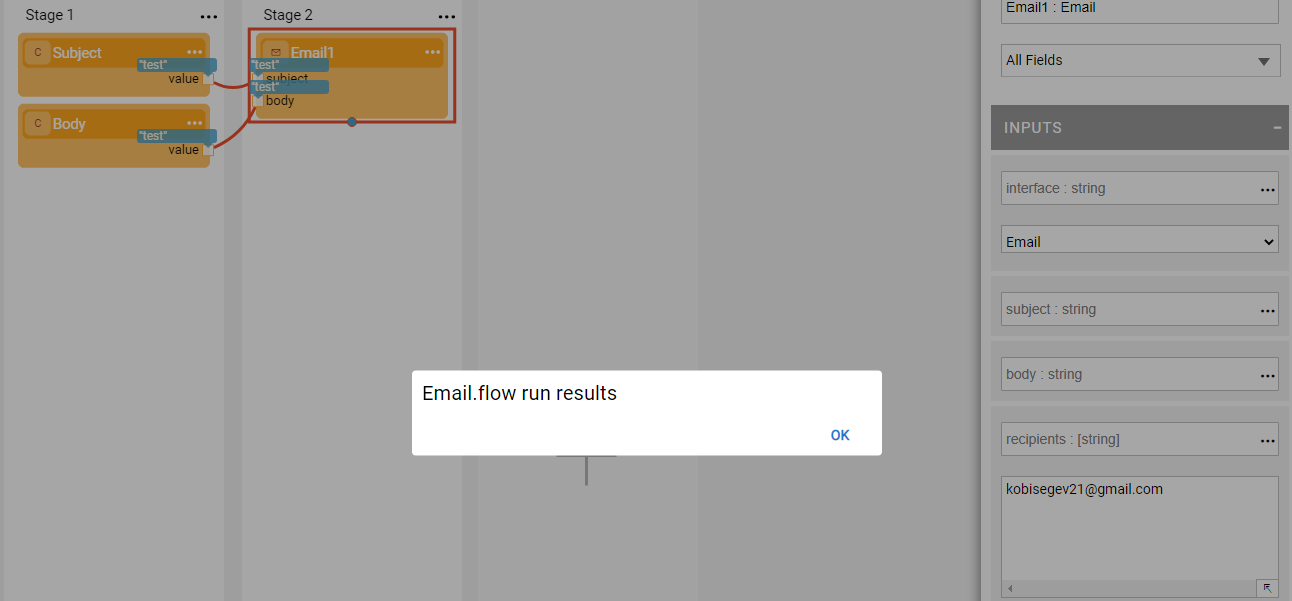 Stage 1
Stage 2
C
Subject
"test"
value
C
Body
"test"
value
Email1
"test"
subject
"test"
body
Email.flow run results
OK
Email1 : Email
All Fields
INPUTS
interface : string
Email
subject : string
body : string
recipients : [string]
kobisegev21@gmail.com